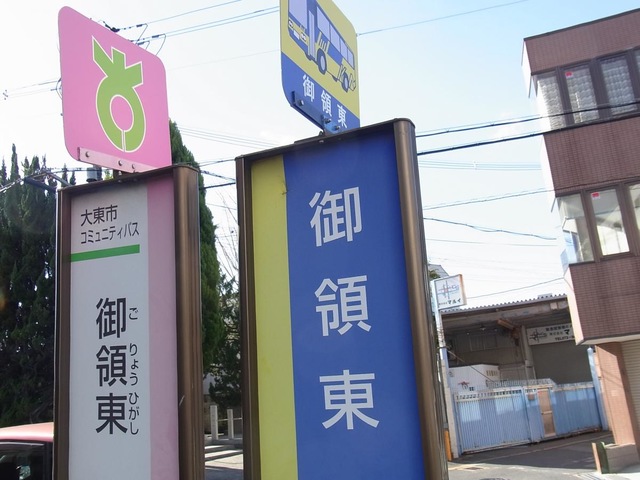 大東市
コミュニティバス
御領東
ご りょう ひがし
御領東
御領東